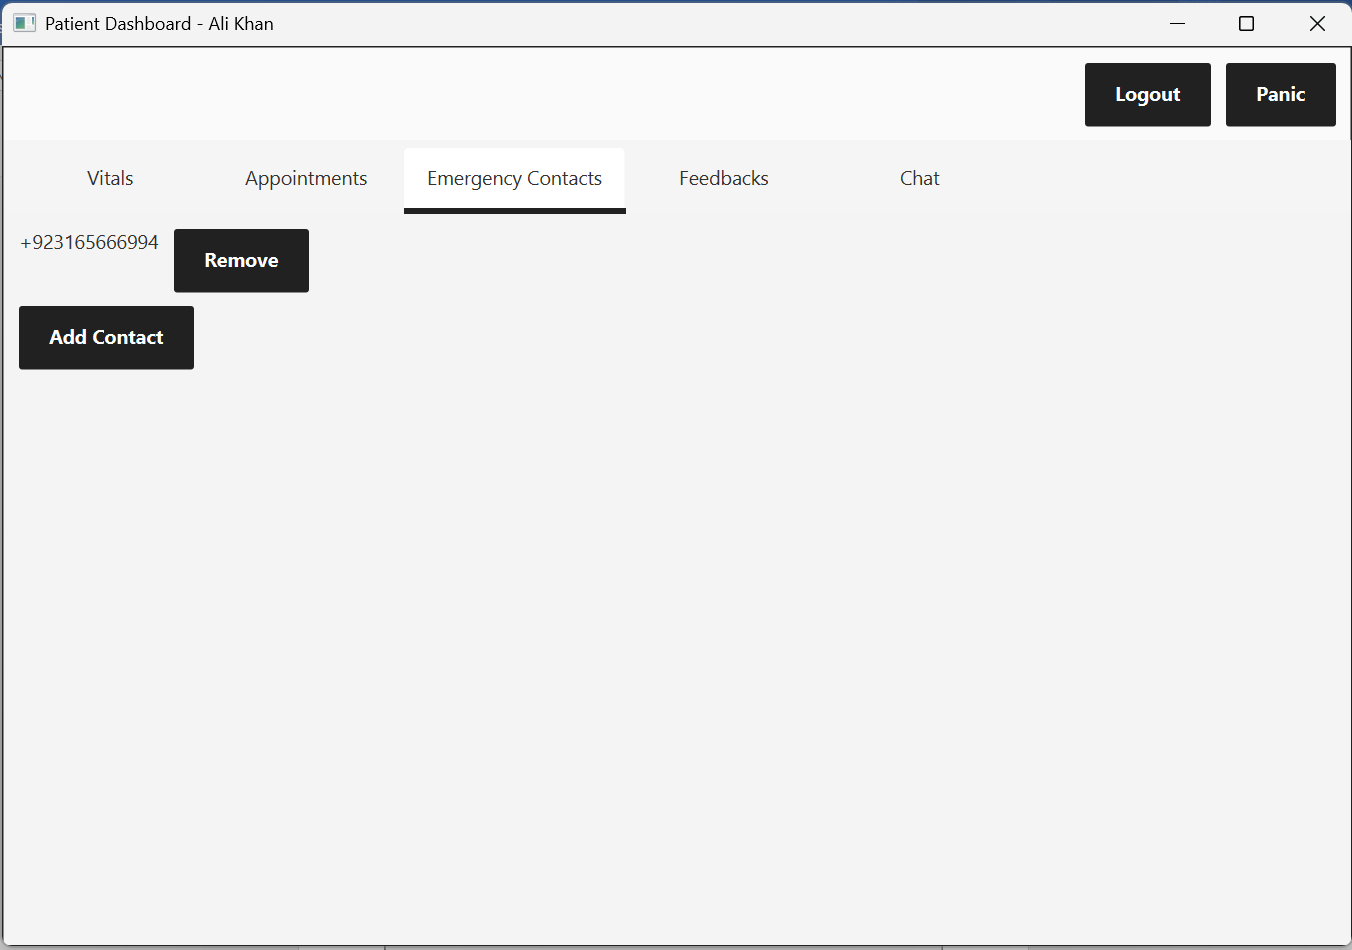 Patient Dashboard - Ali Khan
Logout
Panic
Vitals
Appointments
Emergency Contacts
Feedbacks
Chat
+923165666994
Remove
Add Contact